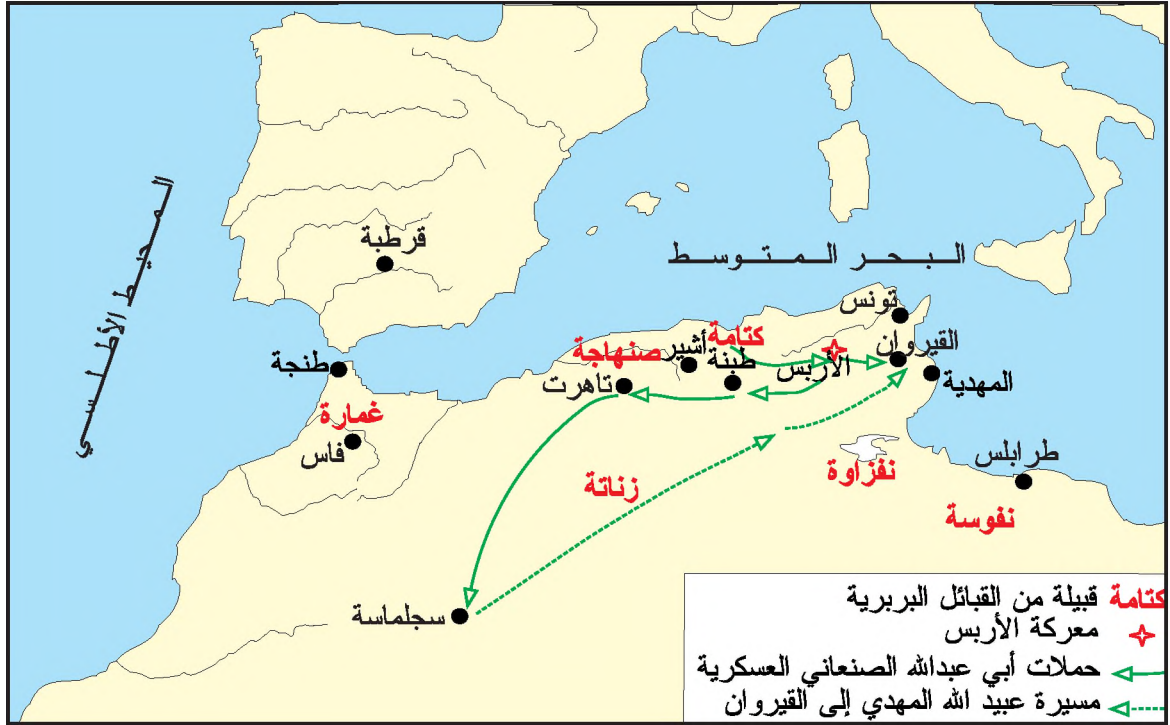 المحيط الأطلسي
قرطبة
البحر المتوسط
تونس
القيروان
المهدية
كتامة
أشير
صنهاجة
طبنة
الأربس
تاهرت
طنجة
غمارة
فاس
زناتة
نفزاوة
طرابلس
نفوسة
سجلماسة
كتامة قبيلة من القبائل البربرية
معركة الأربس
حملات أبي عبدالله الصنعاني العسكرية
مسيرة عبيد الله المهدي إلى القيروان